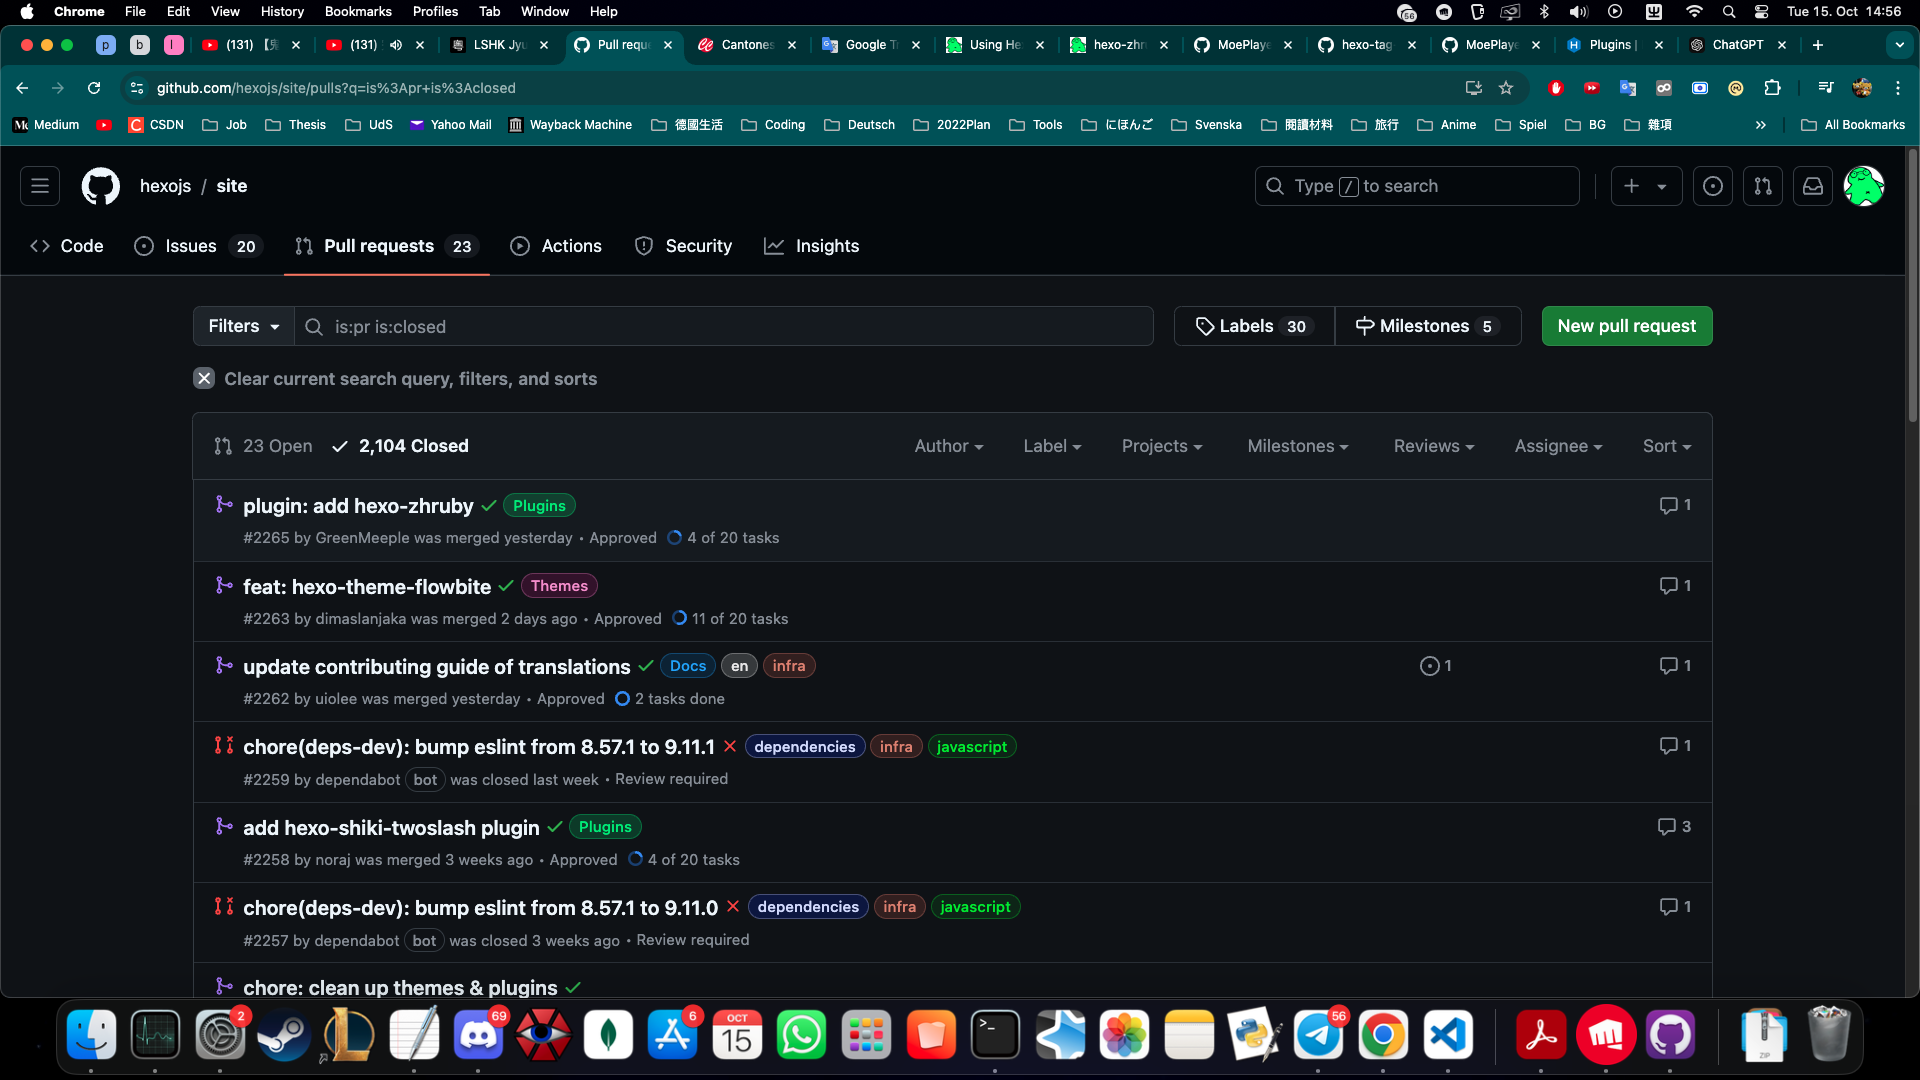 Chrome File Edit View History Bookmarks Profiles Tab Window Help 56 Tue 15. Oct 14:56
p b l (131) (131) LSHK Jyu Pull reque Cantones Google Tr Using He hexo-zhr MoePlaye hexo-tag MoePlaye Plugins | ChatGPT
github.com/hexojs/site/pulls?q=is%3Apr+is%3Aclosed
Medium CSDN Job Thesis UdS Yahoo Mail Wayback Machine 德國生活 Coding Deutsch 2022Plan Tools にほんご Svenska 閱讀材料 旅行 Anime Spiel BG 雜項 » All Bookmarks
hexojs / site Type / to search
Code Issues 20 Pull requests 23 Actions Security Insights
Filters is:pr is:closed Labels 30 Milestones 5 New pull request
Clear current search query, filters, and sorts
23 Open 2,104 Closed Author Label Projects Milestones Reviews Assignee Sort
plugin: add hexo-zhruby Plugins 1
#2265 by GreenMeeple was merged yesterday • Approved 4 of 20 tasks
feat: hexo-theme-flowbite Themes 1
#2263 by dimaslanjaka was merged 2 days ago • Approved 11 of 20 tasks
update contributing guide of translations Docs en infra 1 1
#2262 by uiolee was merged yesterday • Approved 2 tasks done
chore(deps-dev): bump eslint from 8.57.1 to 9.11.1 dependencies infra javascript 1
#2259 by dependabot bot was closed last week • Review required
add hexo-shiki-twoslash plugin Plugins 3
#2258 by noraj was merged 3 weeks ago • Approved 4 of 20 tasks
chore(deps-dev): bump eslint from 8.57.1 to 9.11.0 dependencies infra javascript 1
#2257 by dependabot bot was closed 3 weeks ago • Review required
chore: clean up themes & plugins
2 69 6 OCT 15 56 ZIP